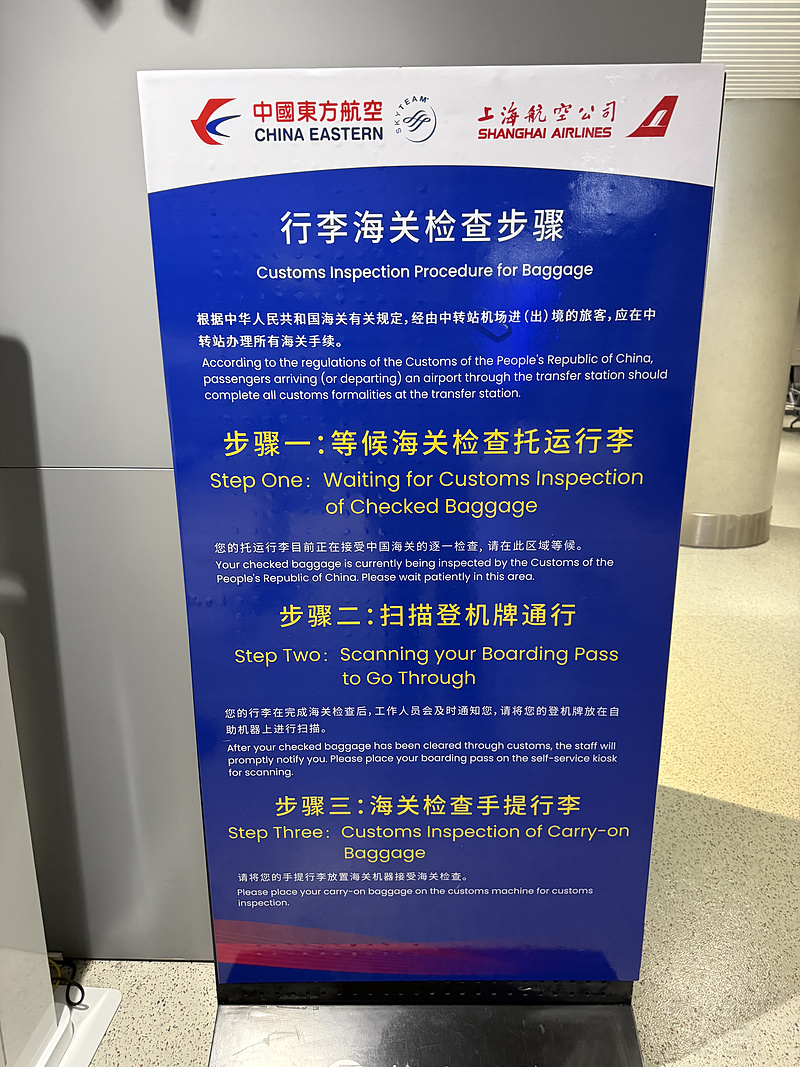 中國東方航空
CHINA EASTERN
SKYTEAM
上海航空公司
SHANGHAI AIRLINES
行李海关检查步骤
Customs Inspection Procedure for Baggage
根据中华人民共和国海关有关规定,经由中转站机场进(出)境的旅客,应在中
转站办理所有海关手续。
According to the regulations of the Customs of the People's Republic of China,
passengers arriving (or departing) an airport through the transfer station should
complete all customs formalities at the transfer station.
步骤一:等候海关检查托运行李
Step One: Waiting for Customs Inspection
of Checked Baggage
您的托运行李目前正在接受中国海关的逐一检查,请在此区域等候。
Your checked baggage is currently being inspected by the Customs of the
People's Republic of China. Please wait patiently in this area.
步骤二:扫描登机牌通行
Step Two: Scanning your Boarding Pass
to Go Through
您的行李在完成海关检查后,工作人员会及时通知您,请将您的登机牌放在自
助机器上进行扫描。
After your checked baggage has been cleared through customs, the staff will
promptly notify you. Please place your boarding pass on the self-service kiosk
for scanning.
步骤三:海关检查手提行李
Step Three: Customs Inspection of Carry-on
Baggage
请将您的手提行李放置海关机器接受海关检查。
Please place your carry-on baggage on the customs machine for customs
inspection.